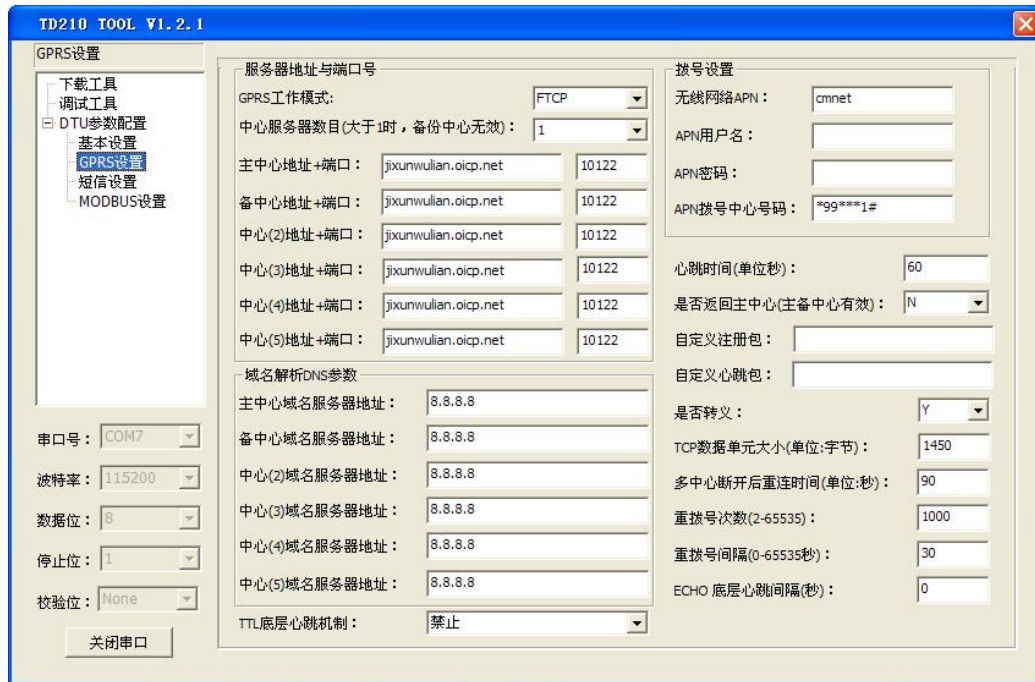 TD210 TOOL V1.2.1
GPRS设置
下载工具
调试工具
DTU参数配置
基本设置
GPRS设置
短信设置
MODBUS设置
串口号： COM7
波特率： 115200
数据位： 8
停止位： 1
校验位： None
关闭串口
服务器地址与端口号
GPRS工作模式: FTCP
中心服务器数目(大于1时，备份中心无效)： 1
主中心地址+端口： jixunwulian.oicp.net 10122
备中心地址+端口： jixunwulian.oicp.net 10122
中心(2)地址+端口： jixunwulian.oicp.net 10122
中心(3)地址+端口： jixunwulian.oicp.net 10122
中心(4)地址+端口： jixunwulian.oicp.net 10122
中心(5)地址+端口： jixunwulian.oicp.net 10122
域名解析DNS参数
主中心域名服务器地址： 8.8.8.8
备中心域名服务器地址： 8.8.8.8
中心(2)域名服务器地址： 8.8.8.8
中心(3)域名服务器地址： 8.8.8.8
中心(4)域名服务器地址： 8.8.8.8
中心(5)域名服务器地址： 8.8.8.8
TTL底层心跳机制： 禁止
拨号设置
无线网络APN： cmnet
APN用户名：
APN密码：
APN拨号中心号码： *99***1#
心跳时间(单位秒)： 60
是否返回主中心(主备中心有效)： N
自定义注册包：
自定义心跳包：
是否转义： Y
TCP数据单元大小(单位:字节)： 1450
多中心断开后重连时间(单位:秒)： 90
重拨号次数(2-65535)： 1000
重拨号间隔(0-65535秒)： 30
ECHO 底层心跳间隔(秒)： 0